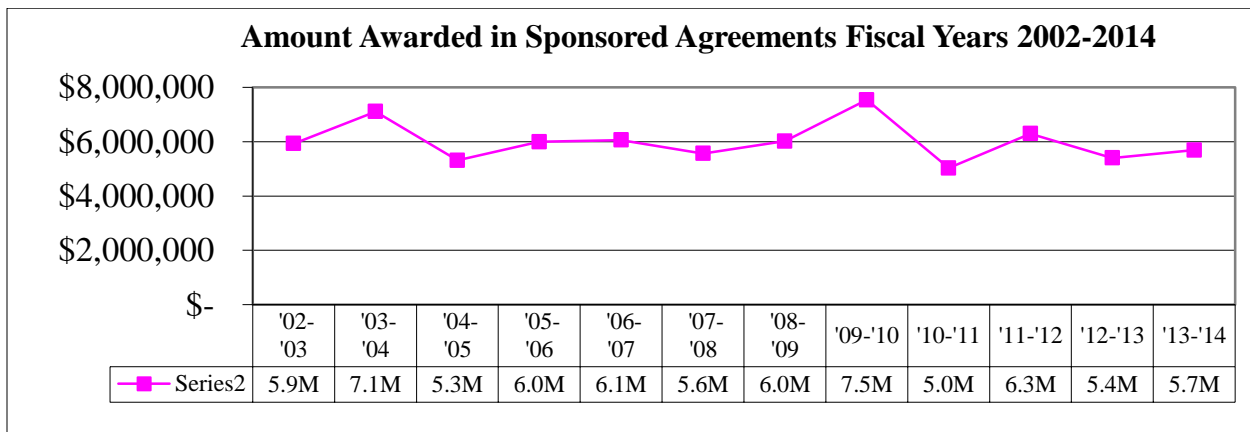 Amount Awarded in Sponsored Agreements Fiscal Years 2002-2014
$8,000,000
$6,000,000
$4,000,000
$2,000,000
$-
'02-'03 '03-'04 '04-'05 '05-'06 '06-'07 '07-'08 '08-'09 '09-'10 '10-'11 '11-'12 '12-'13 '13-'14
Series2 5.9M 7.1M 5.3M 6.0M 6.1M 5.6M 6.0M 7.5M 5.0M 6.3M 5.4M 5.7M